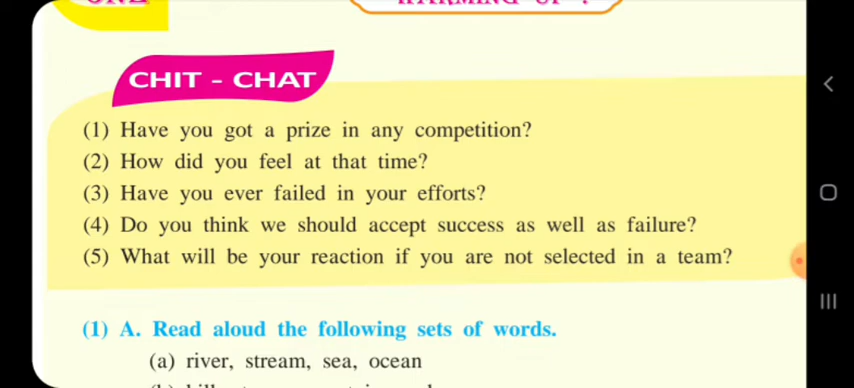 ONE
WARMING UP !
CHIT - CHAT
(1) Have you got a prize in any competition?
(2) How did you feel at that time?
(3) Have you ever failed in your efforts?
(4) Do you think we should accept success as well as failure?
(5) What will be your reaction if you are not selected in a team?
(1) A. Read aloud the following sets of words.
(a) river, stream, sea, ocean